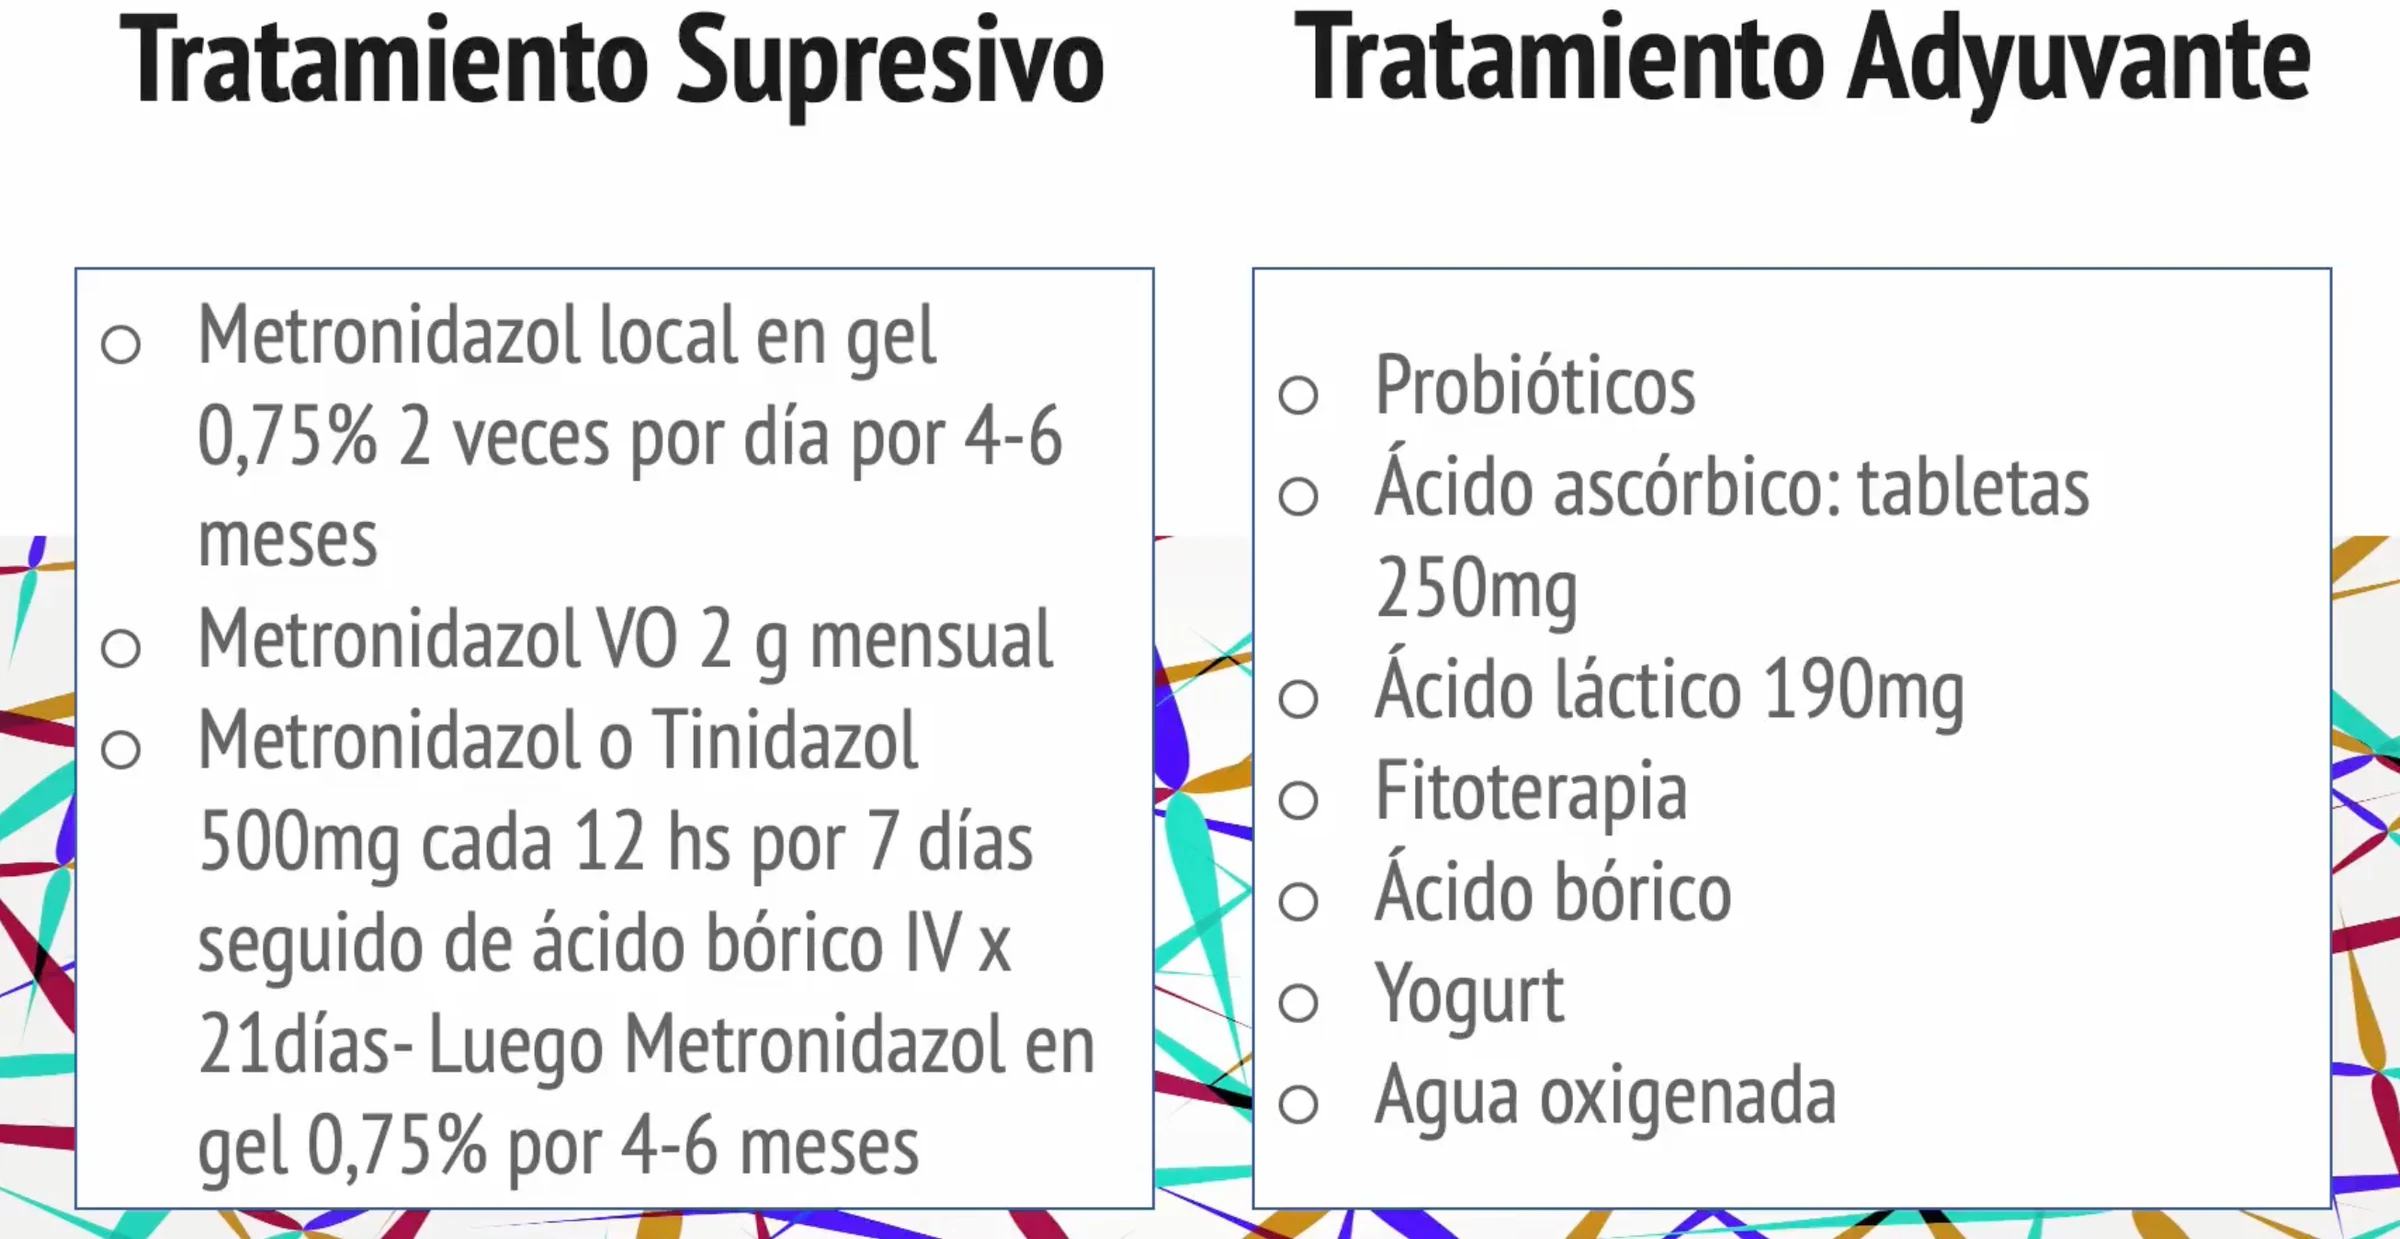 Tratamiento Supresivo
Metronidazol local en gel
0,75% 2 veces por día por 4-6
meses
Metronidazol VO 2 g mensual
Metronidazol o Tinidazol
500mg cada 12 hs por 7 días
seguido de ácido bórico IV x
21días- Luego Metronidazol en
gel 0,75% por 4-6 meses
Tratamiento Adyuvante
Probióticos
Ácido ascórbico: tabletas
250mg
Ácido láctico 190mg
Fitoterapia
Ácido bórico
Yogurt
Agua oxigenada